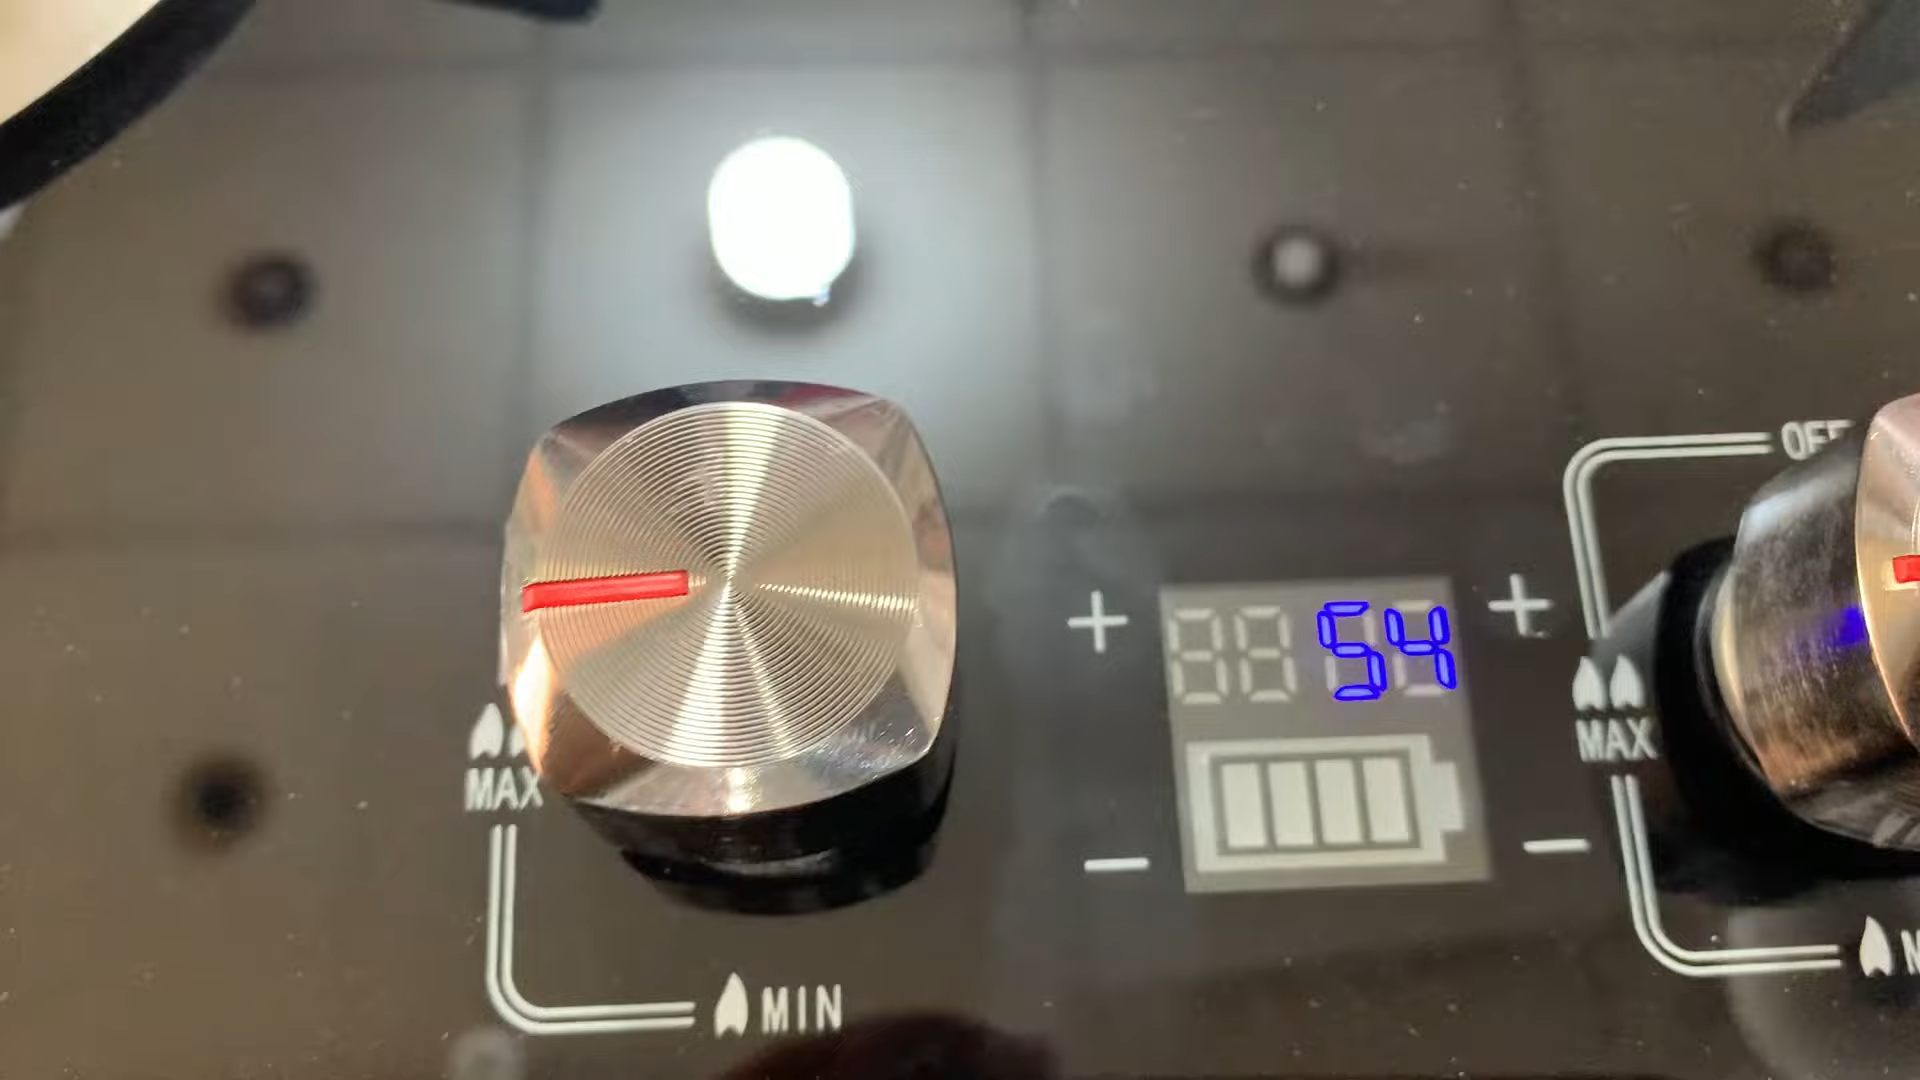 OFF
+ 54 +
MAX
MAX
- -
MIN